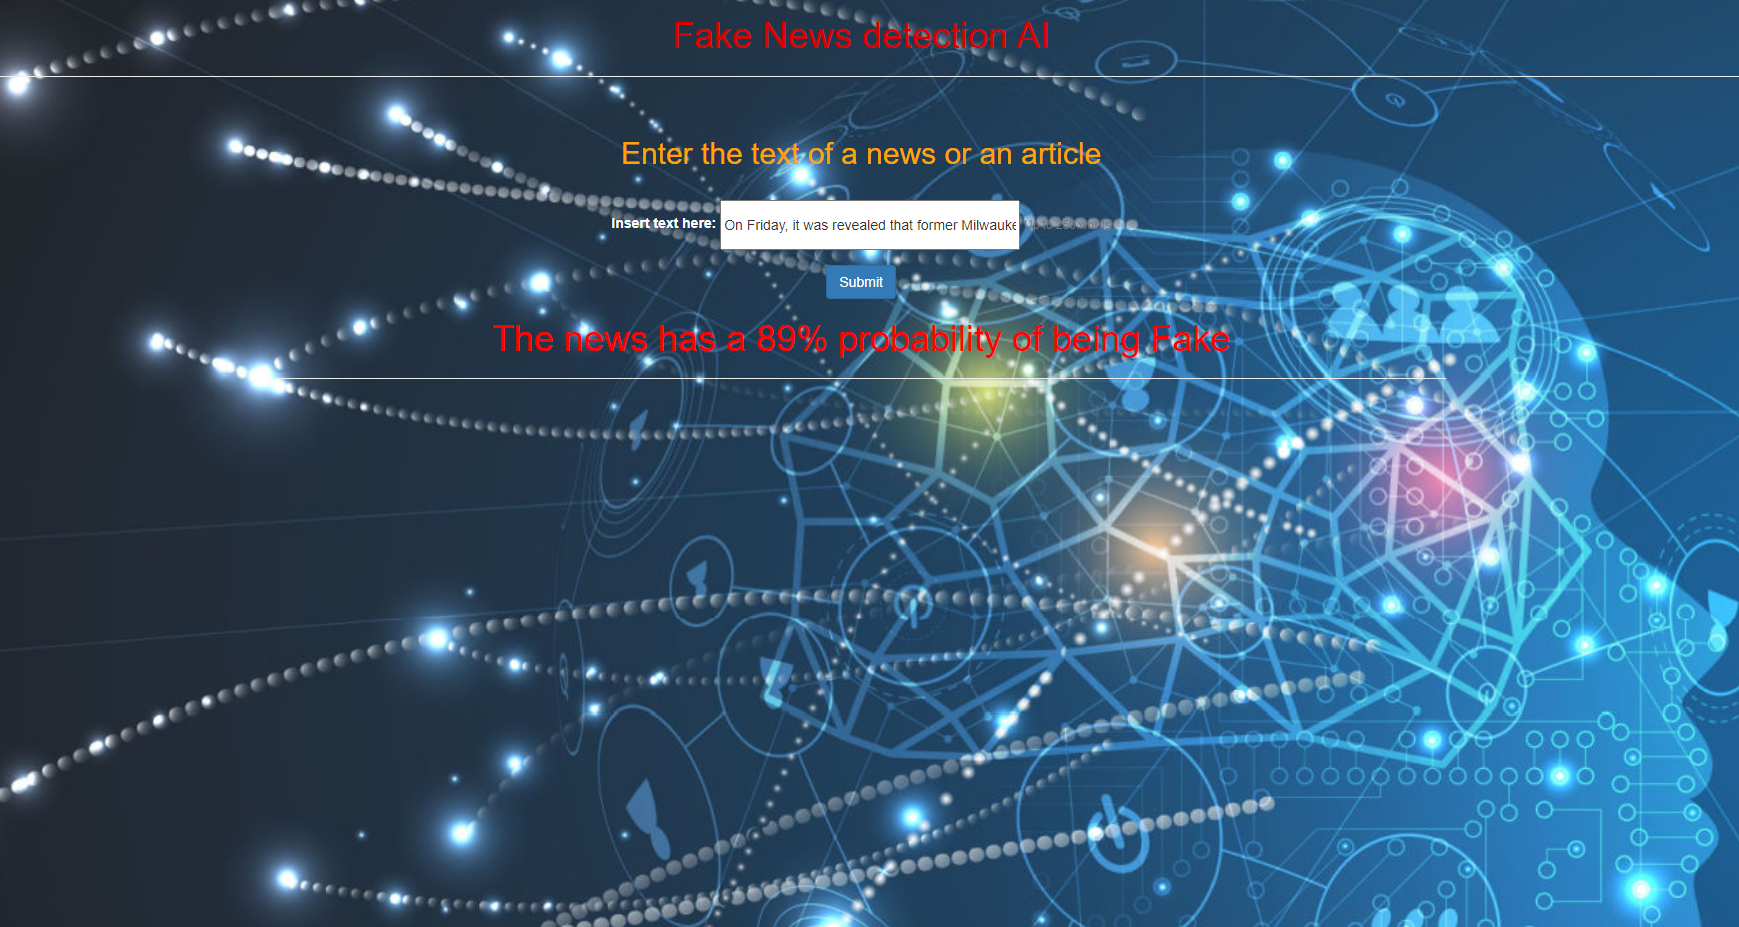 Fake News detection AI
Enter the text of a news or an article
Insert text here: On Friday, it was revealed that former Milwauke
Submit
The news has a 89% probability of being Fake